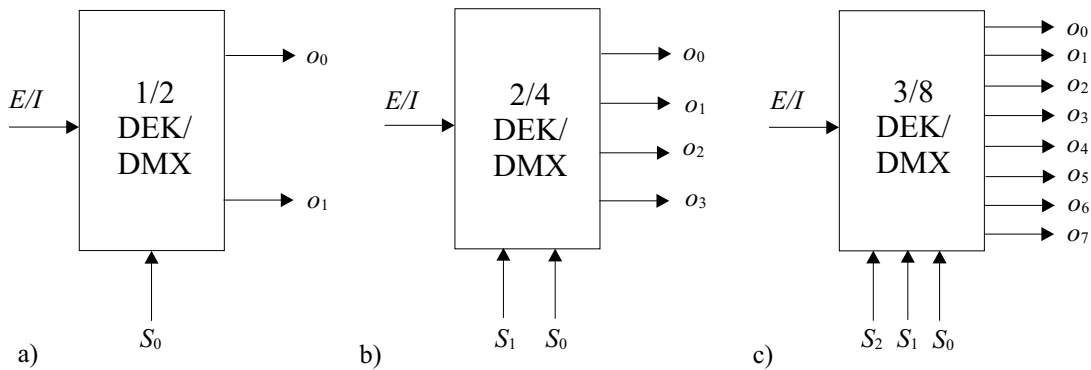 E/I
1/2
DEK/
DMX
o0
o1
S0
a)
E/I
2/4
DEK/
DMX
o0
o1
o2
o3
S1 S0
b)
E/I
3/8
DEK/
DMX
o0
o1
o2
o3
o4
o5
o6
o7
S2 S1 S0
c)